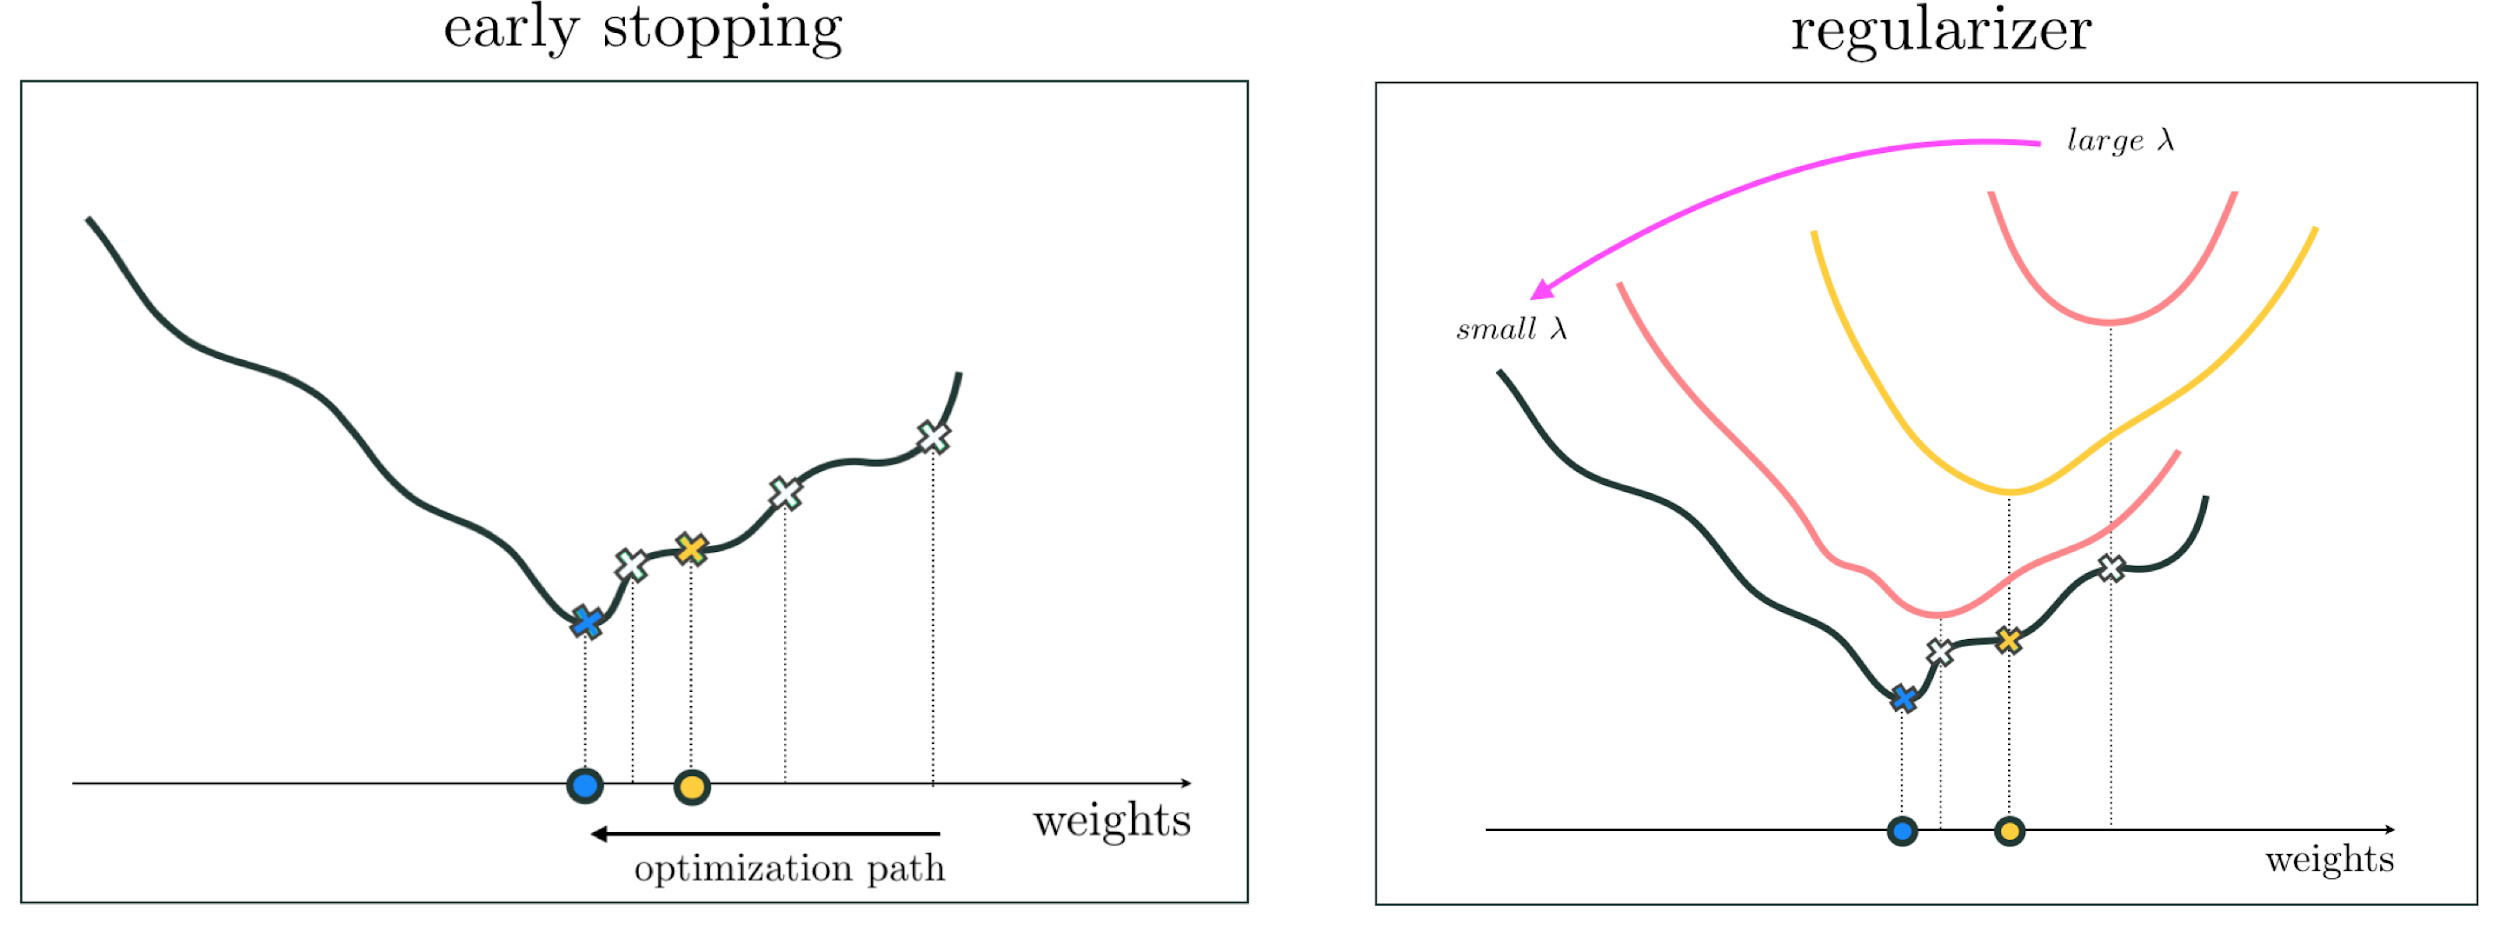 early stopping
weights
optimization path
regularizer
large λ
small λ
weights